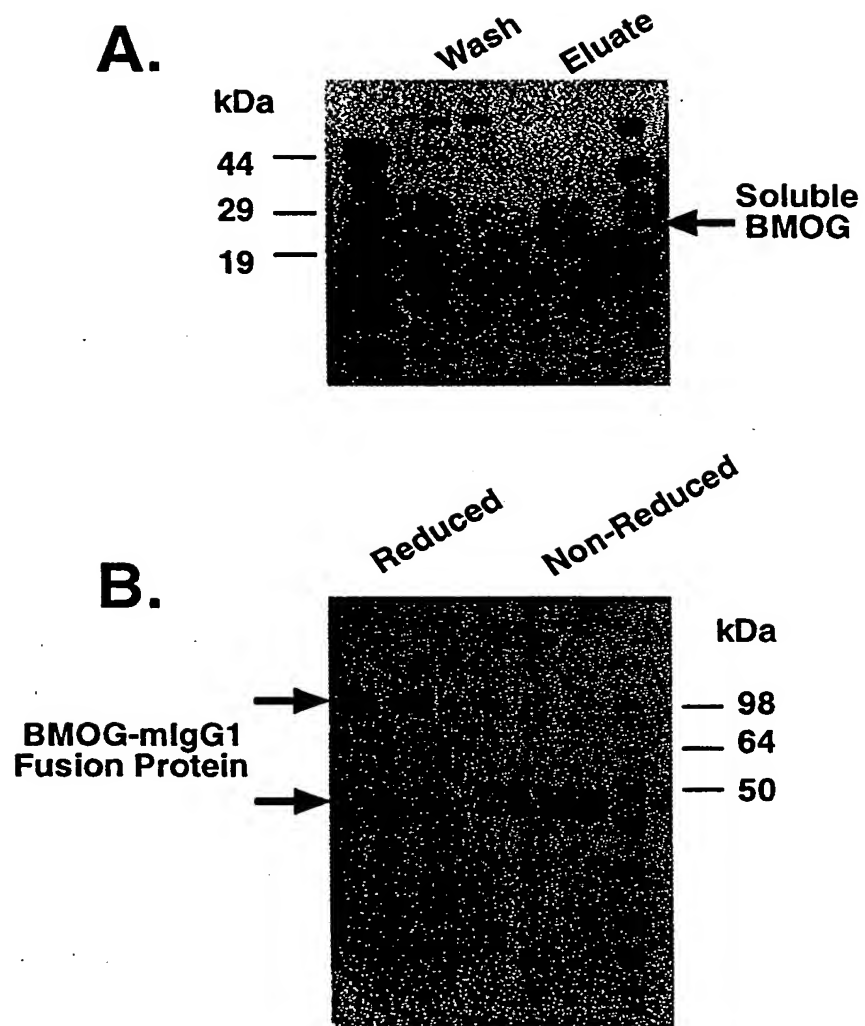 A.
Wash
Eluate
kDa
44
29
19
Soluble
BMOG
B.
Reduced
Non-Reduced
kDa
BMOG-mIgG1
Fusion Protein
98
64
50